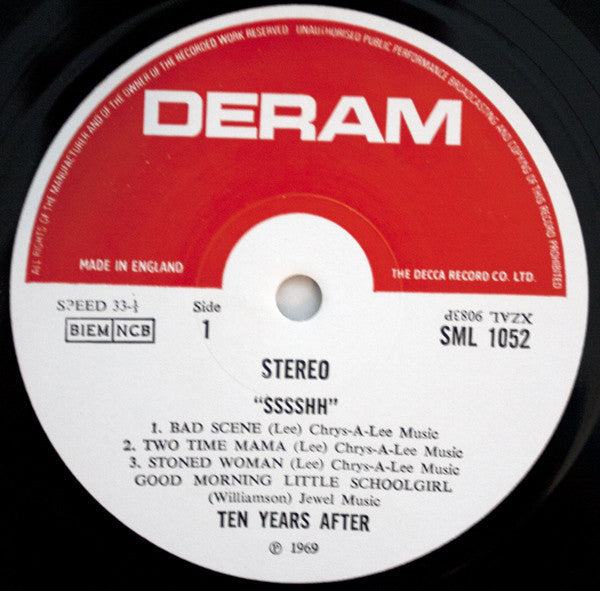 ALL RIGHTS OF THE MANUFACTURER AND OF THE OWNER OF THE RECORDED WORK RESERVED UNAUTHORISED PUBLIC PERFORMANCE BROADCASTING AND COPYING OF THIS RECORD PROHIBITED
DERAM
MADE IN ENGLAND
THE DECCA RECORD CO. LTD.
SPEED 33⅓
Side
XZAL 9083P
BIEM NCB
1
SML 1052
STEREO
"SSSSHH"
1. BAD SCENE (Lee) Chrys-A-Lee Music
2. TWO TIME MAMA (Lee) Chrys-A-Lee Music
3. STONED WOMAN (Lee) Chrys-A-Lee Music
GOOD MORNING LITTLE SCHOOLGIRL
(Williamson) Jewel Music
TEN YEARS AFTER
℗ 1969